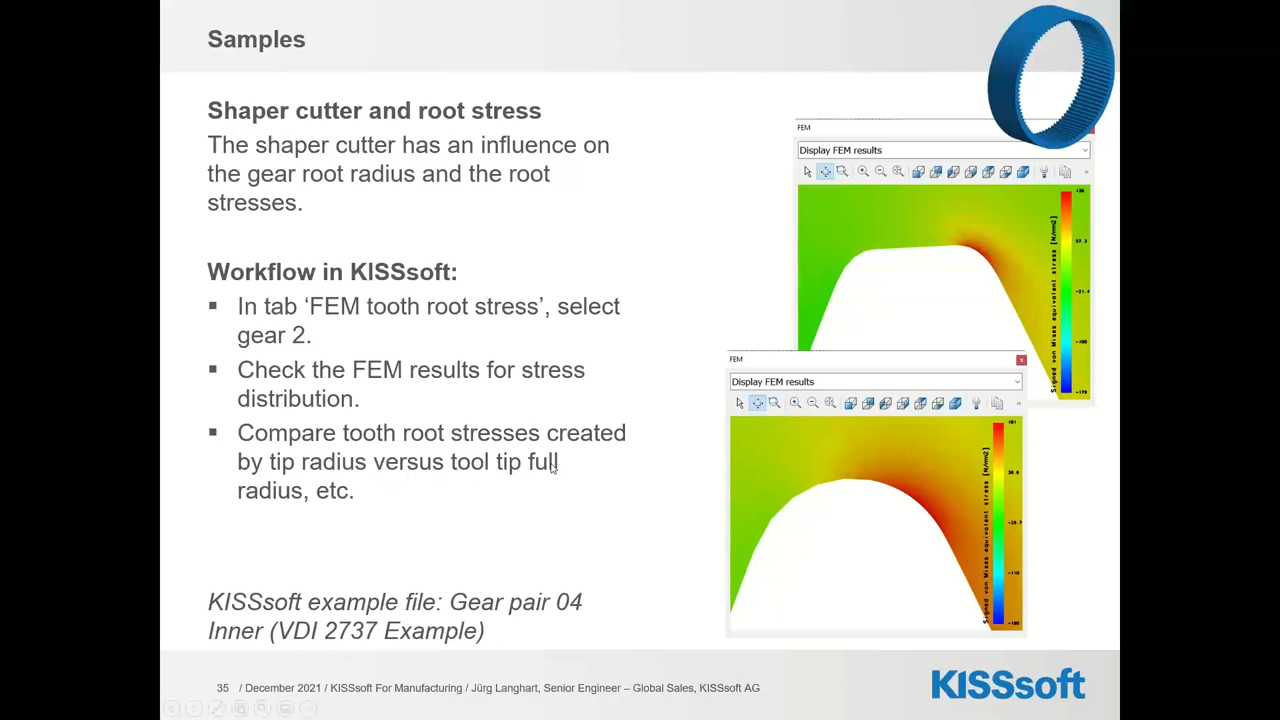 Samples
Shaper cutter and root stress
The shaper cutter has an influence on
the gear root radius and the root
stresses.
Workflow in KISSsoft:
▪ In tab ‘FEM tooth root stress’, select
gear 2.
▪ Check the FEM results for stress
distribution.
▪ Compare tooth root stresses created
by tip radius versus tool tip full
radius, etc.
KISSsoft example file: Gear pair 04
Inner (VDI 2737 Example)
FEM
Display FEM results
Signed von Mises equivalent stress [N/mm2]
57.3
FEM
Display FEM results
Signed von Mises equivalent stress [N/mm2]
35 / December 2021 / KISSsoft For Manufacturing / Jürg Langhart, Senior Engineer – Global Sales, KISSsoft AG
KISSsoft